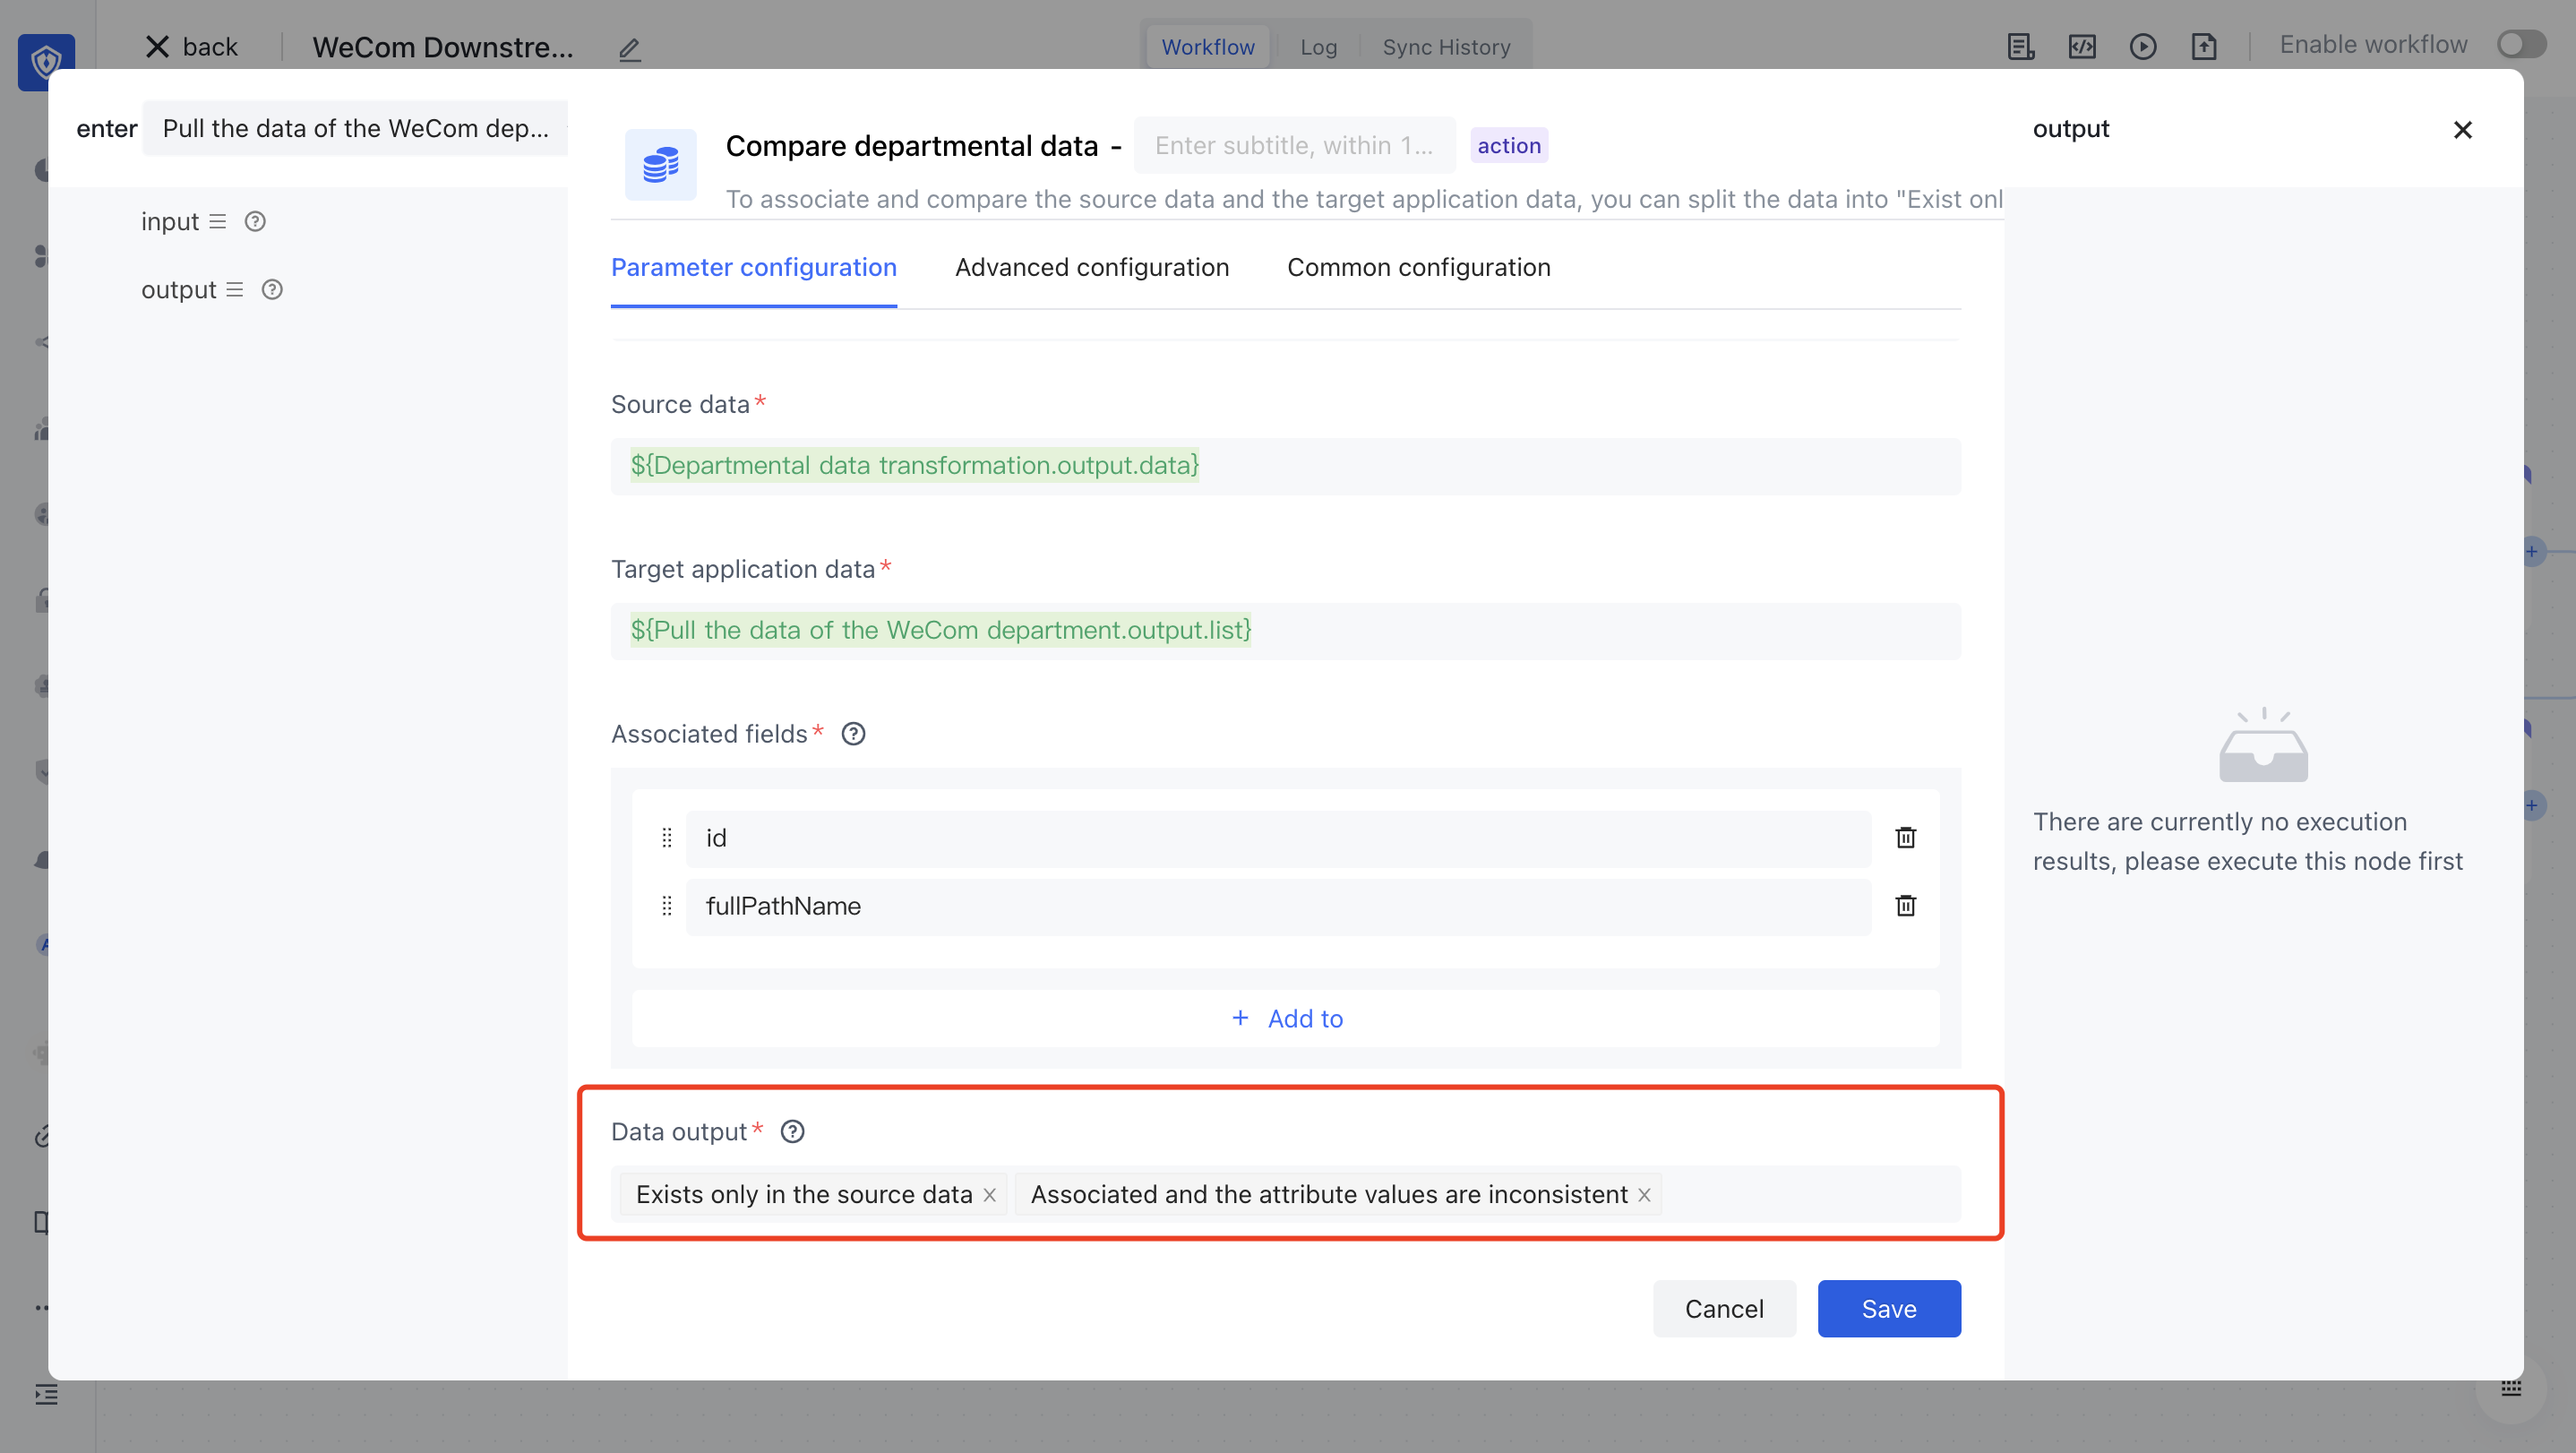 back
WeCom Downstre...
Workflow
Log
Sync History
Enable workflow
enter
Pull the data of the WeCom dep...
input
output
Compare departmental data -
Enter subtitle, within 1...
action
To associate and compare the source data and the target application data, you can split the data into "Exist onl
Parameter configuration
Advanced configuration
Common configuration
Source data*
${Departmental data transformation.output.data}
Target application data*
${Pull the data of the WeCom department.output.list}
Associated fields*
id
fullPathName
+ Add to
Data output*
Exists only in the source data
Associated and the attribute values are inconsistent
Cancel
Save
output
There are currently no execution
results, please execute this node first